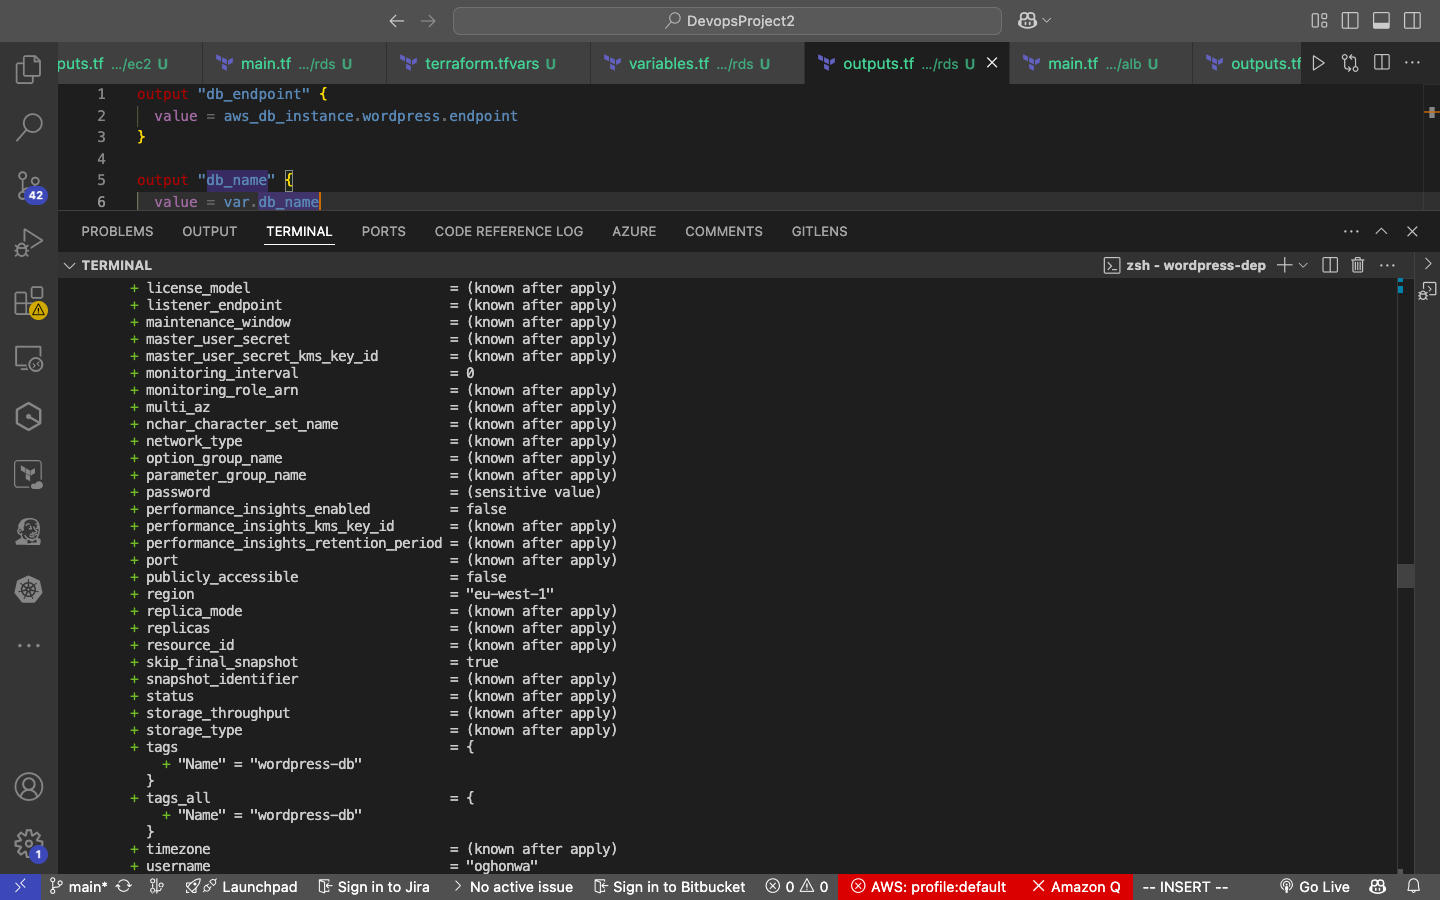 DevopsProject2
puts.tf .../ec2 U
main.tf .../rds U
terraform.tfvars U
variables.tf .../rds U
outputs.tf .../rds U
main.tf .../alb U
outputs.tf
1 output "db_endpoint" {
2 value = aws_db_instance.wordpress.endpoint
3 }
4
5 output "db_name" {
6 value = var.db_name
42
PROBLEMS OUTPUT TERMINAL PORTS CODE REFERENCE LOG AZURE COMMENTS GITLENS
TERMINAL
zsh - wordpress-dep
+ license_model = (known after apply)
+ listener_endpoint = (known after apply)
+ maintenance_window = (known after apply)
+ master_user_secret = (known after apply)
+ master_user_secret_kms_key_id = (known after apply)
+ monitoring_interval = 0
+ monitoring_role_arn = (known after apply)
+ multi_az = (known after apply)
+ nchar_character_set_name = (known after apply)
+ network_type = (known after apply)
+ option_group_name = (known after apply)
+ parameter_group_name = (known after apply)
+ password = (sensitive value)
+ performance_insights_enabled = false
+ performance_insights_kms_key_id = (known after apply)
+ performance_insights_retention_period = (known after apply)
+ port = (known after apply)
+ publicly_accessible = false
+ region = "eu-west-1"
+ replica_mode = (known after apply)
+ replicas = (known after apply)
+ resource_id = (known after apply)
+ skip_final_snapshot = true
+ snapshot_identifier = (known after apply)
+ status = (known after apply)
+ storage_throughput = (known after apply)
+ storage_type = (known after apply)
+ tags = {
+ "Name" = "wordpress-db"
}
+ tags_all = {
+ "Name" = "wordpress-db"
}
+ timezone = (known after apply)
+ username = "oghonwa"
1
main* Launchpad Sign in to Jira No active issue Sign in to Bitbucket 0 0 AWS: profile:default Amazon Q -- INSERT -- Go Live